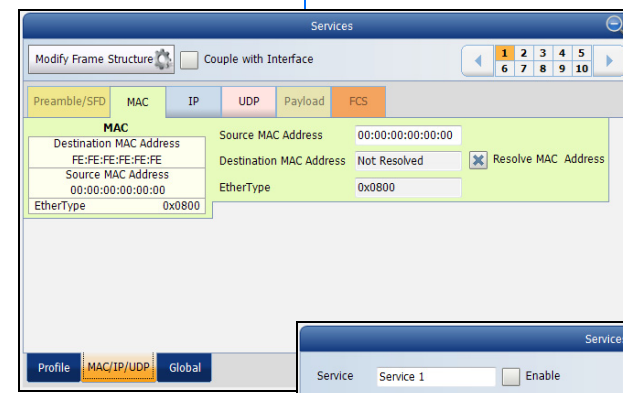 Services
Modify Frame Structure Couple with Interface
1 2 3 4 5
6 7 8 9 10
Preamble/SFD MAC IP UDP Payload FCS
MAC
Destination MAC Address
FE:FE:FE:FE:FE:FE
Source MAC Address
00:00:00:00:00:00
EtherType 0x0800
Source MAC Address 00:00:00:00:00:00
Destination MAC Address Not Resolved Resolve MAC Address
EtherType 0x0800
Profile MAC/IP/UDP Global
Services
Service Service 1 Enable